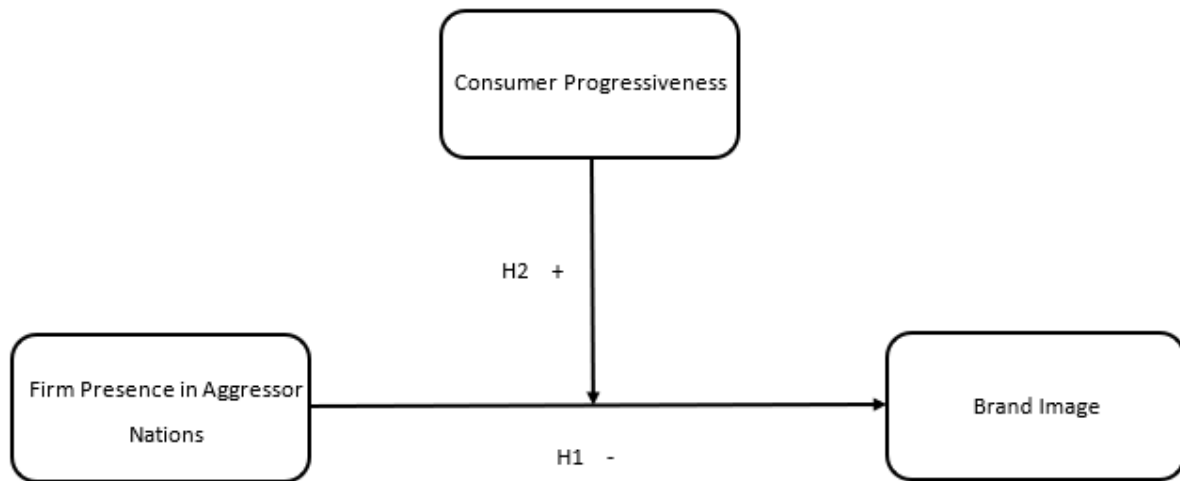 Consumer Progressiveness
H2 +
Firm Presence in Aggressor
Nations
Brand Image
H1 -